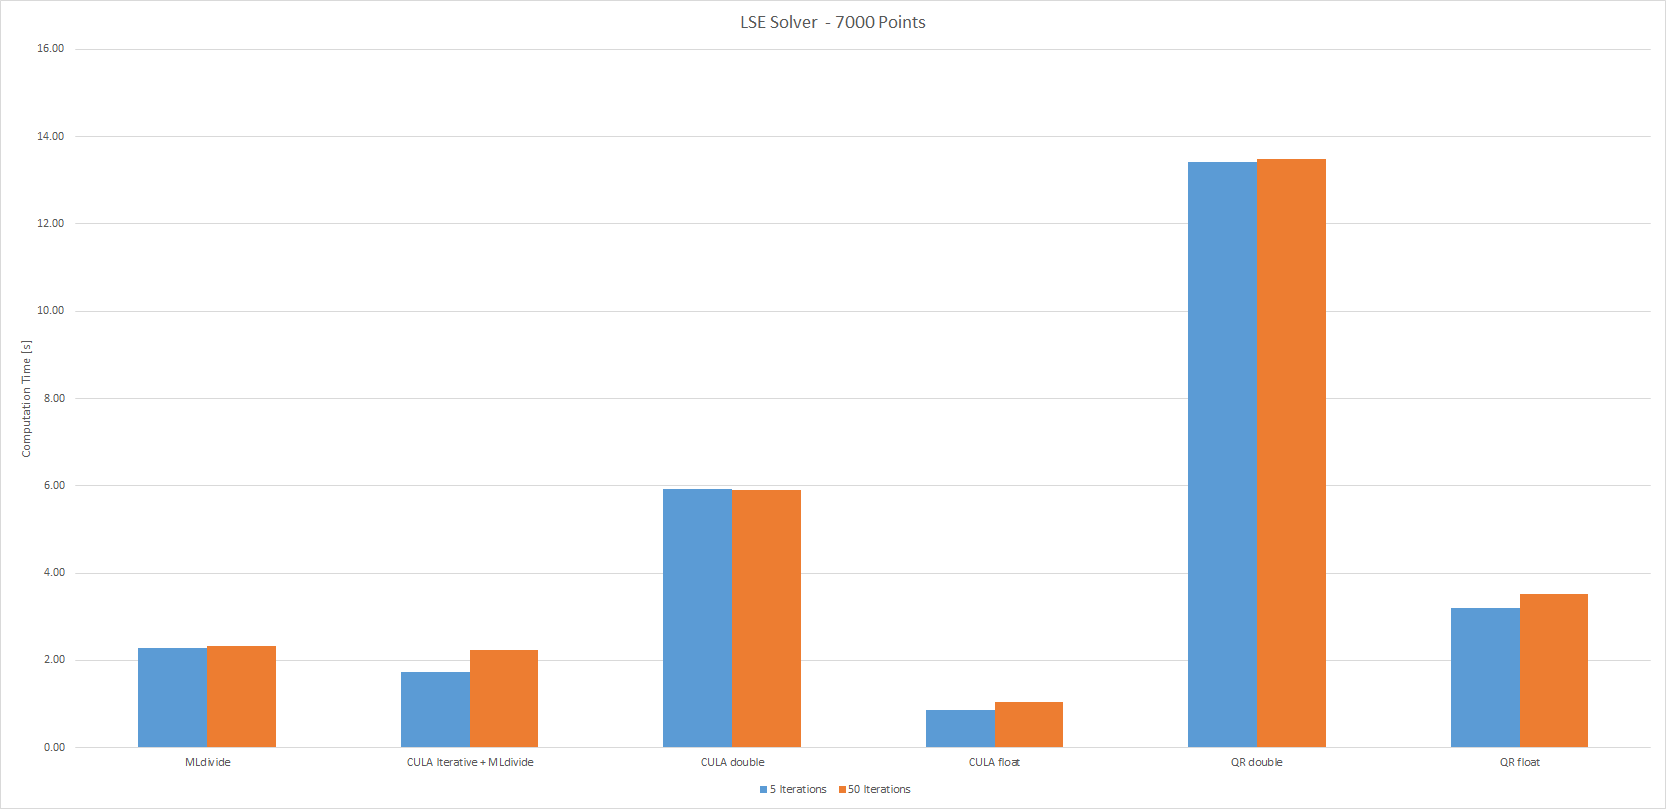 LSE Solver - 7000 Points
16.00
14.00
12.00
10.00
8.00
6.00
4.00
2.00
0.00
Computation Time [s]
MLdivide
CULA Iterative + MLdivide
CULA double
CULA float
QR double
QR float
5 Iterations
50 Iterations